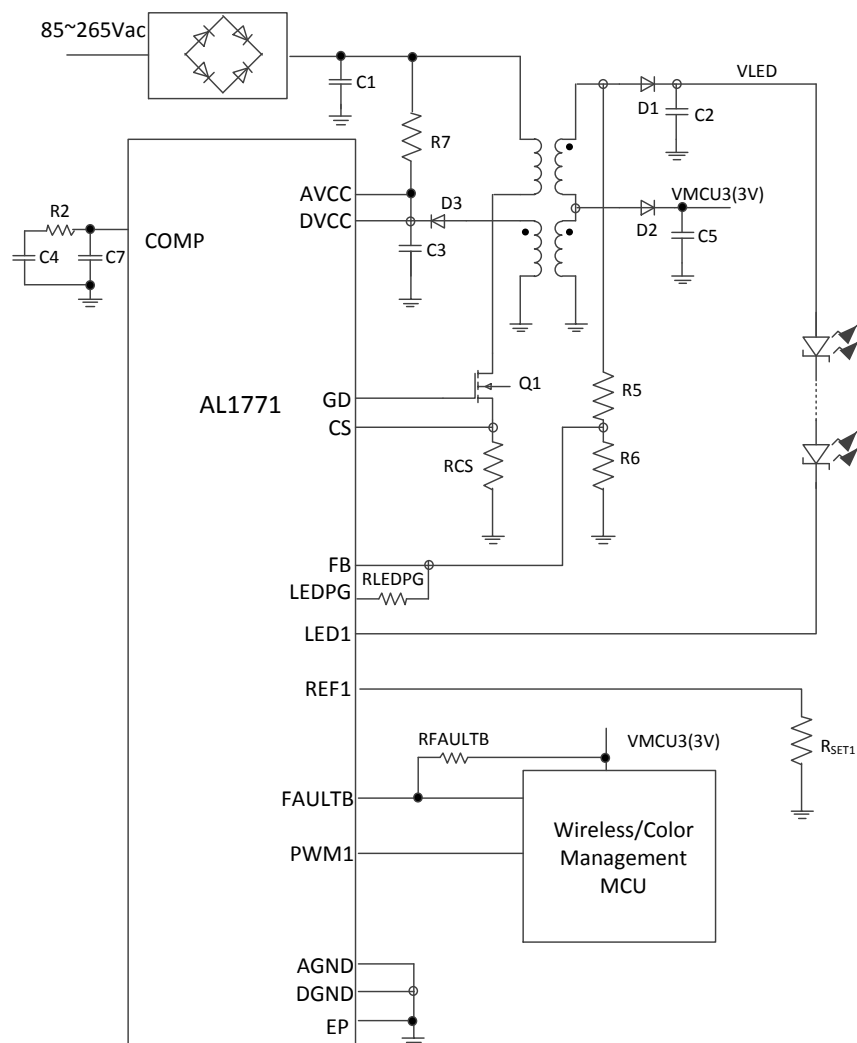 85~265Vac
C1
R7
D1
VLED
C2
AVCC
DVCC
D3
C3
VMCU3(3V)
D2
C5
R2
COMP
C4
C7
AL1771
GD
Q1
CS
RCS
R5
R6
FB
RLEDPG
LEDPG
LED1
REF1
RSET1
RFAULTB
VMCU3(3V)
FAULTB
PWM1
Wireless/Color
Management
MCU
AGND
DGND
EP